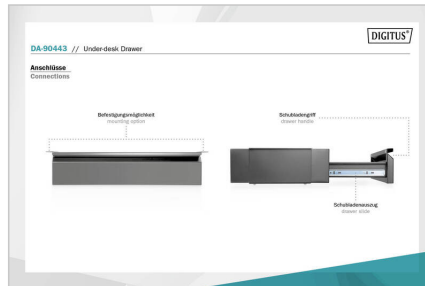 DIGITUS®
DA-90443 // Under-desk Drawer
Anschlüsse
Connections
Befestigungsmöglichkeit
mounting option
Schubladengriff
drawer handle
Schubladenauszug
drawer slide